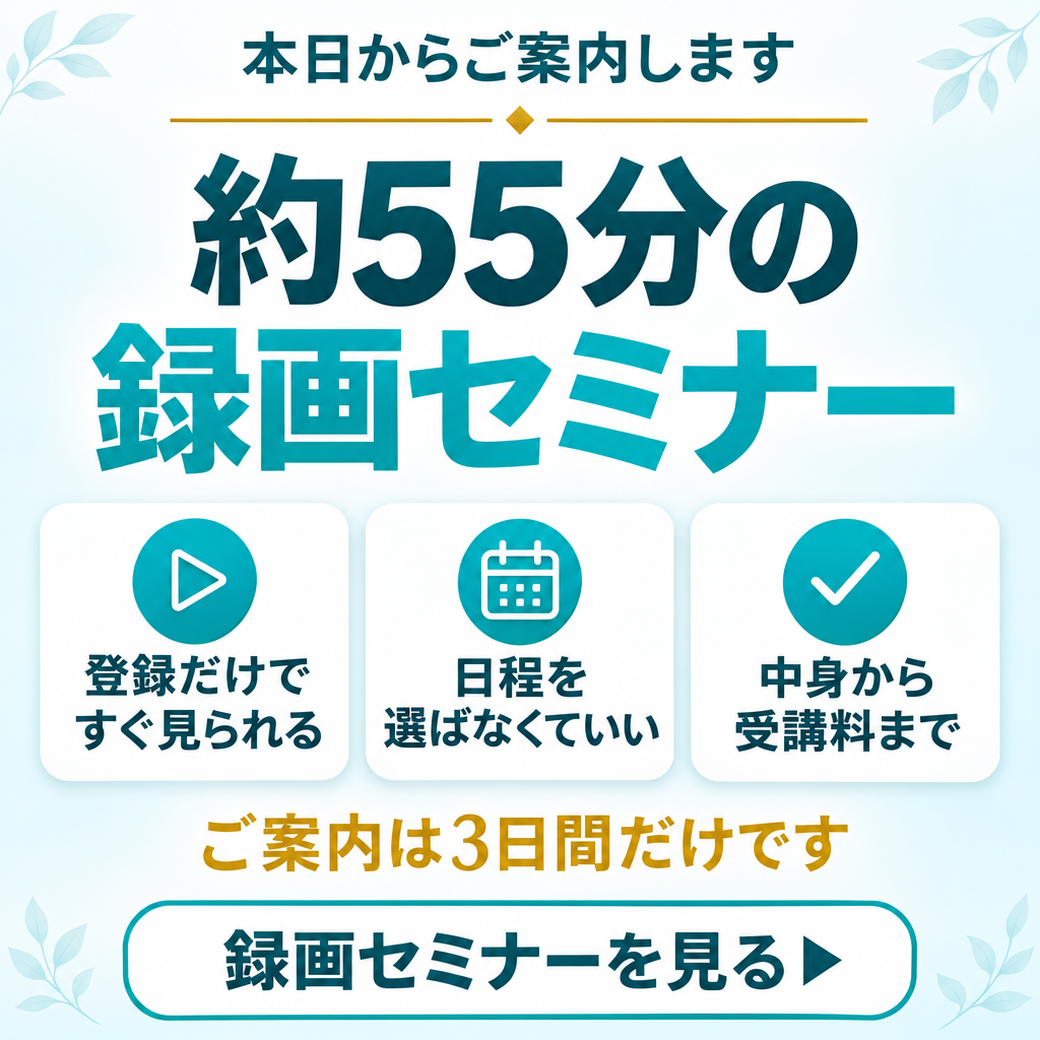 本日からご案内します
約55分の
録画セミナー
登録だけで
すぐ見られる
日程を
選ばなくていい
中身から
受講料まで
ご案内は3日間だけです
録画セミナーを見る▶